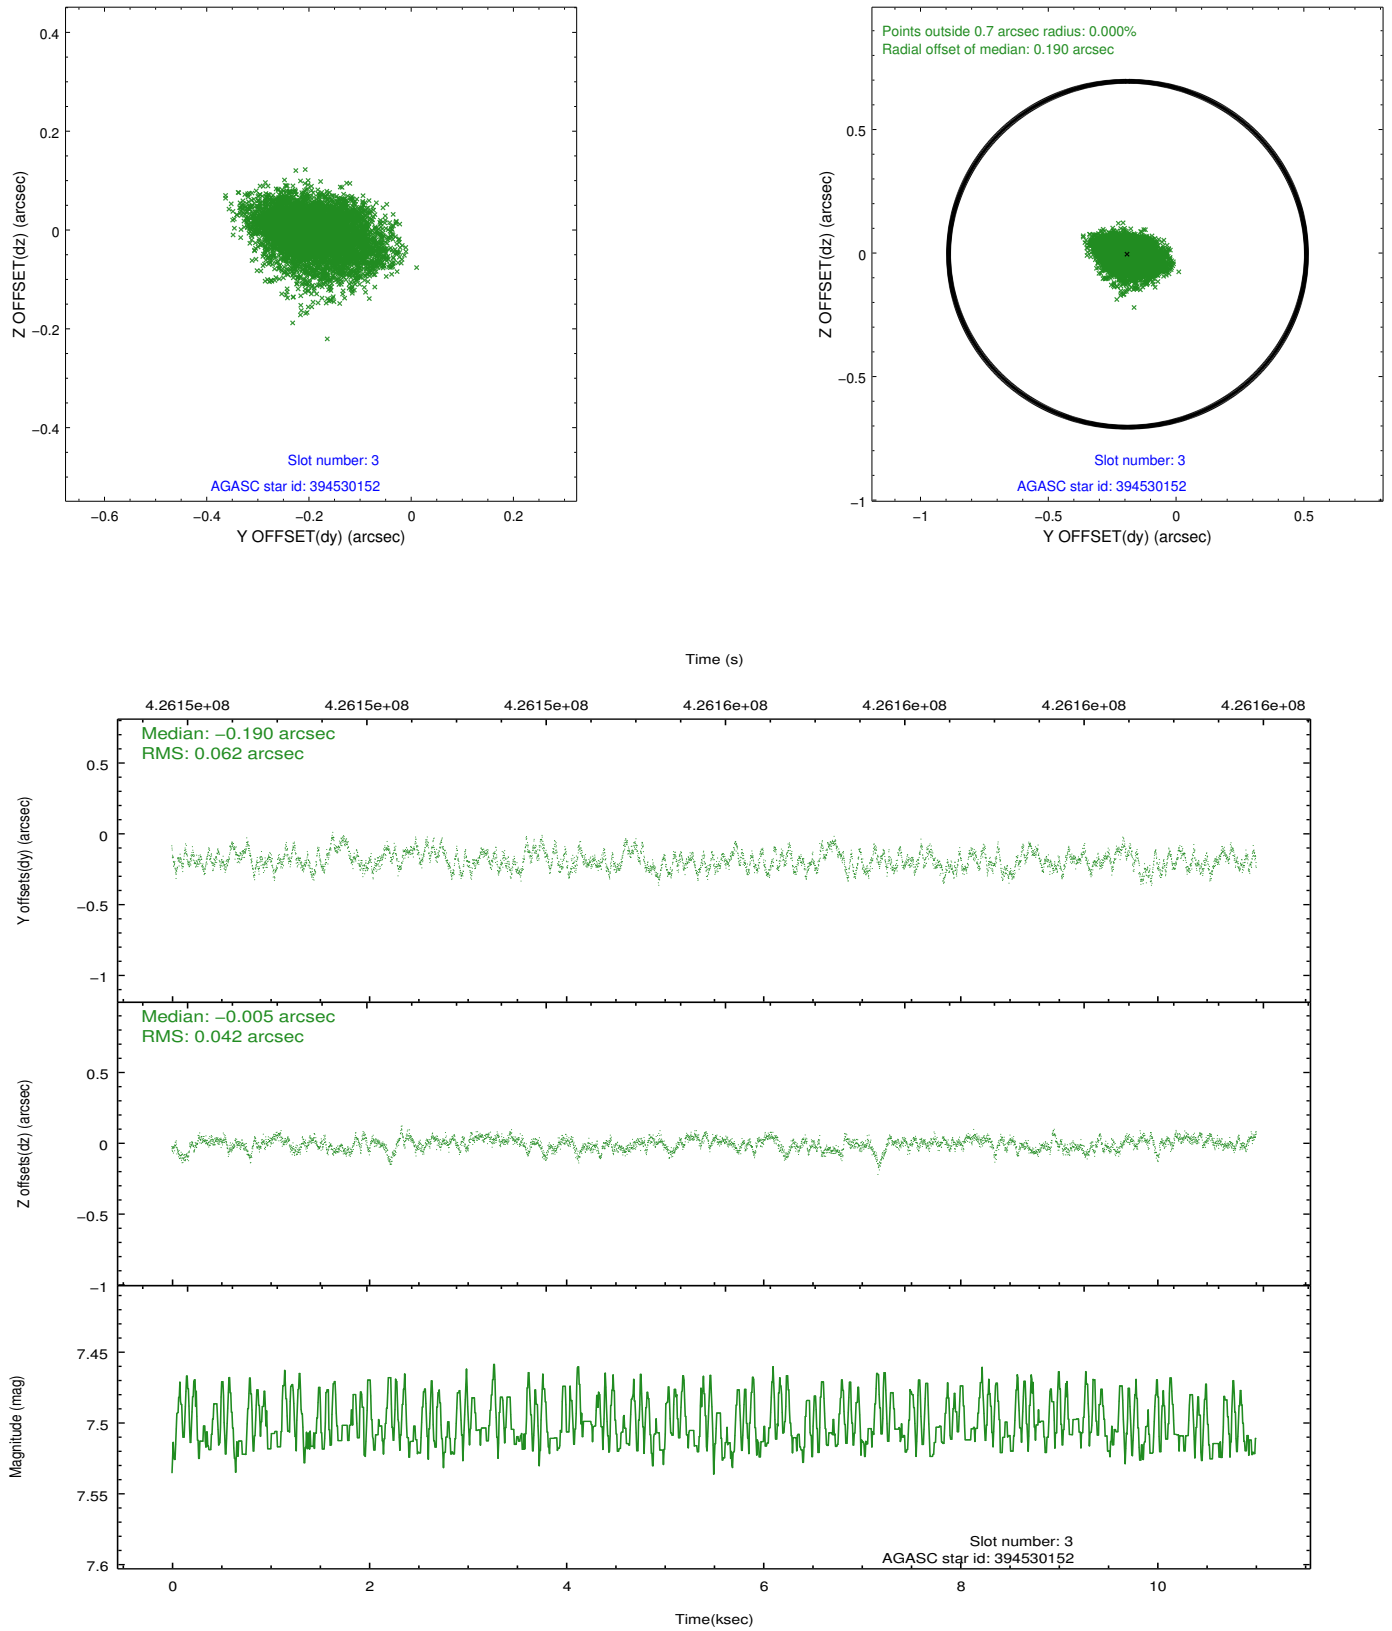 0.4
0.2
0
−0.2
−0.4
−0.6
−0.4
−0.2
0
0.2
Z OFFSET(dz) (arcsec)
Y OFFSET(dy) (arcsec)
Slot number: 3
AGASC star id: 394530152
Points outside 0.7 arcsec radius: 0.000%
Radial offset of median: 0.190 arcsec
0.5
0
−0.5
−1
−1
−0.5
0
0.5
Z OFFSET(dz) (arcsec)
Y OFFSET(dy) (arcsec)
Slot number: 3
AGASC star id: 394530152
Time (s)
4.2615e+08
4.2615e+08
4.2615e+08
4.2616e+08
4.2616e+08
4.2616e+08
4.2616e+08
Median: −0.190 arcsec
RMS: 0.062 arcsec
0.5
0
−0.5
−1
Y offsets(dy) (arcsec)
Median: −0.005 arcsec
RMS: 0.042 arcsec
0.5
0
−0.5
−1
Z offsets(dz) (arcsec)
7.45
7.5
7.55
7.6
Magnitude (mag)
Slot number: 3
AGASC star id: 394530152
0
2
4
6
8
10
Time(ksec)